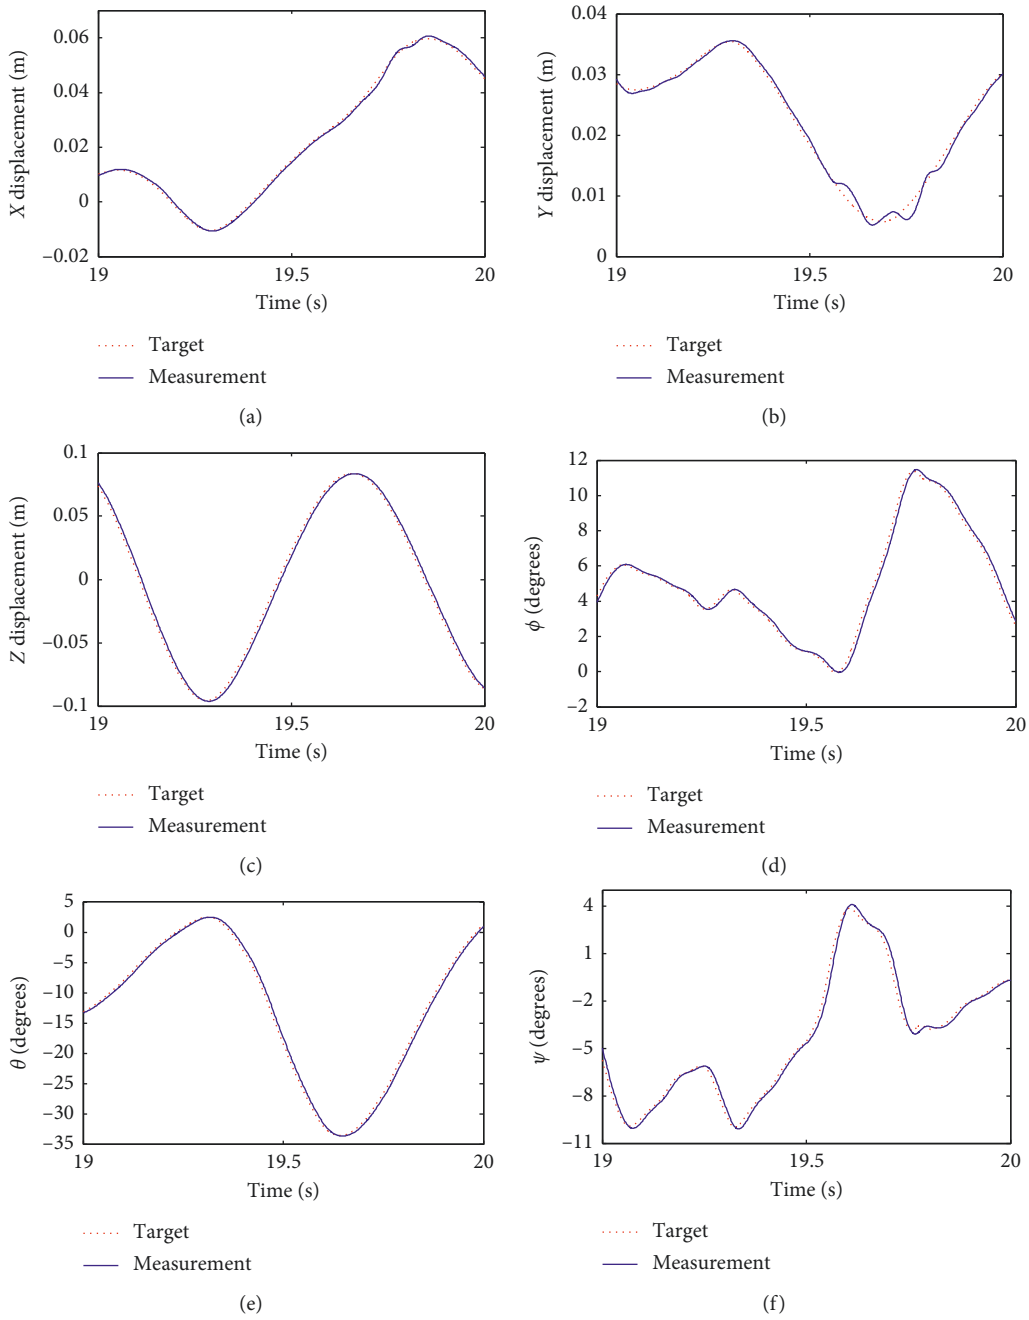 X displacement (m)
0.06
0.04
0.02
0
−0.02
19
19.5
20
Time (s)
Target
Measurement
(a)
Y displacement (m)
0.04
0.03
0.02
0.01
0
19
19.5
20
Time (s)
Target
Measurement
(b)
Z displacement (m)
0.1
0.05
0
−0.05
−0.1
19
19.5
20
Time (s)
Target
Measurement
(c)
ϕ (degrees)
12
10
8
6
4
2
0
−2
19
19.5
20
Time (s)
Target
Measurement
(d)
θ (degrees)
5
0
−5
−10
−15
−20
−25
−30
−35
19
19.5
20
Time (s)
Target
Measurement
(e)
ψ (degrees)
4
1
−2
−5
−8
−11
19
19.5
20
Time (s)
Target
Measurement
(f)